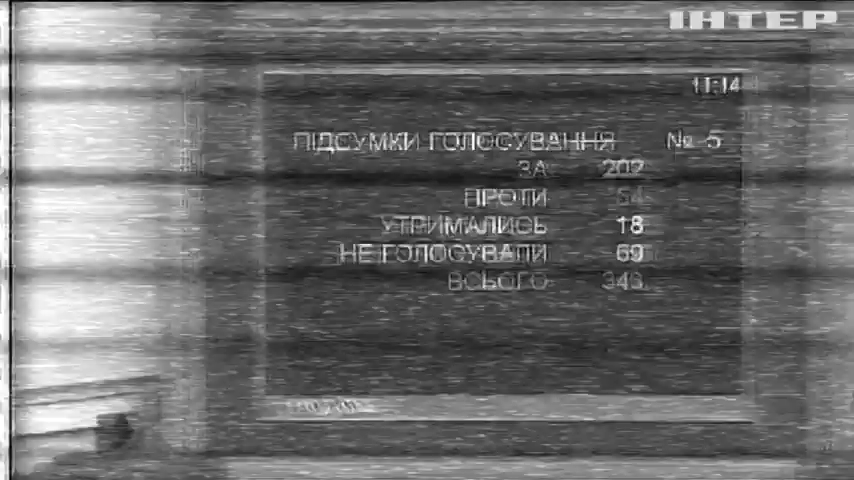 ІНТЕР
11:14
ПІДСУМКИ ГОЛОСУВАННЯ № 5
ЗА 202
ПРОТИ 54
УТРИМАЛИСЬ 18
НЕ ГОЛОСУВАЛИ 69
ВСЬОГО 343